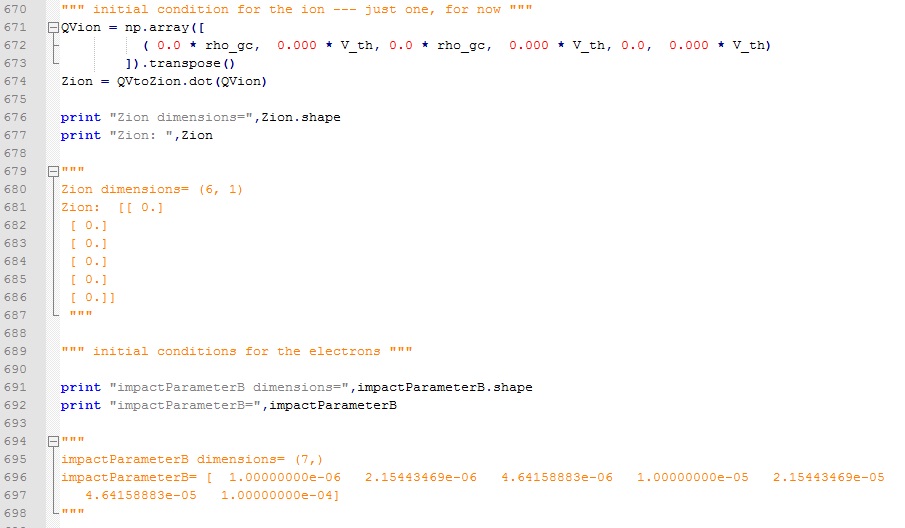 670 """ initial condition for the ion --- just one, for now """
671 QVion = np.array([
672 ( 0.0 * rho_gc, 0.000 * V_th, 0.0 * rho_gc, 0.000 * V_th, 0.0, 0.000 * V_th)
673 ]).transpose()
674 Zion = QVtoZion.dot(QVion)
675
676 print "Zion dimensions=",Zion.shape
677 print "Zion: ",Zion
678
679 """
680 Zion dimensions= (6, 1)
681 Zion: [[ 0.]
682 [ 0.]
683 [ 0.]
684 [ 0.]
685 [ 0.]
686 [ 0.]]
687 """
688
689 """ initial conditions for the electrons """
690
691 print "impactParameterB dimensions=",impactParameterB.shape
692 print "impactParameterB=",impactParameterB
693
694 """
695 impactParameterB dimensions= (7,)
696 impactParameterB= [ 1.00000000e-06 2.15443469e-06 4.64158883e-06 1.00000000e-05 2.15443469e-05
697 4.64158883e-05 1.00000000e-04]
698 """